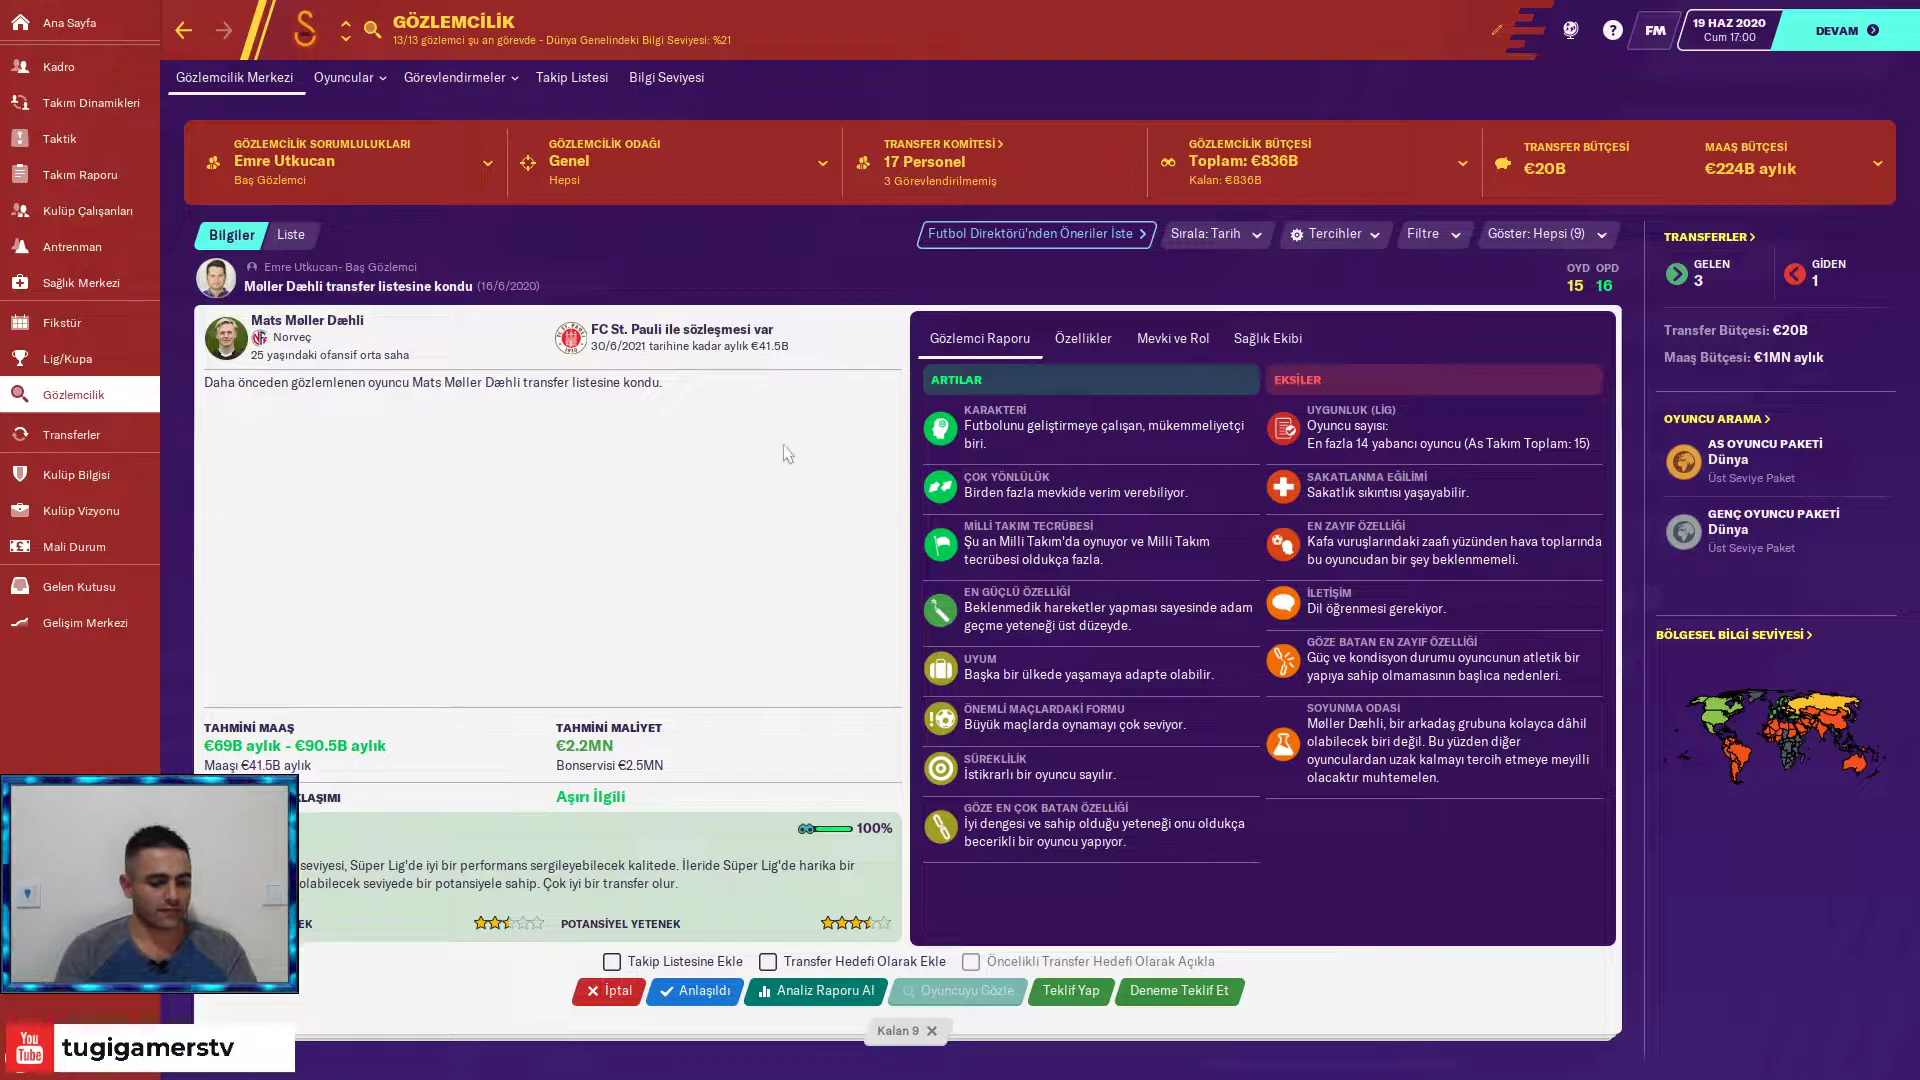 Ana Sayfa
GÖZLEMCİLİK
13/13 gözlemci şu an görevde - Dünya Genelindeki Bilgi Seviyesi: %21
?
FM
19 HAZ 2020
Cum 17:00
DEVAM
Kadro
Takım Dinamikleri
Taktik
Takım Raporu
Kulüp Çalışanları
Antrenman
Sağlık Merkezi
Fikstür
Lig/Kupa
Gözlemcilik
Transferler
Kulüp Bilgisi
Kulüp Vizyonu
Mali Durum
Gelen Kutusu
Gelişim Merkezi
Gözlemcilik Merkezi Oyuncular Görevlendirmeler Takip Listesi Bilgi Seviyesi
GÖZLEMCİLİK SORUMLULUKLARI
Emre Utkucan
Baş Gözlemci
GÖZLEMCİLİK ODAĞI
Genel
Hepsi
TRANSFER KOMİTESİ >
17 Personel
3 Görevlendirilmemiş
GÖZLEMCİLİK BÜTÇESİ
Toplam: €836B
Kalan: €836B
TRANSFER BÜTÇESİ
€20B
MAAŞ BÜTÇESİ
€224B aylık
Bilgiler Liste
Futbol Direktörü'nden Öneriler İste > Sırala: Tarih Tercihler Filtre Göster: Hepsi (9)
Emre Utkucan- Baş Gözlemci
Møller Dæhli transfer listesine kondu (16/6/2020)
OYD OPD
15 16
Mats Møller Dæhli
Norveç
25 yaşındaki ofansif orta saha
FC St. Pauli ile sözleşmesi var
30/6/2021 tarihine kadar aylık €41.5B
Daha önceden gözlemlenen oyuncu Mats Møller Dæhli transfer listesine kondu.
TAHMİNİ MAAŞ
€69B aylık - €90.5B aylık
Maaşı €41.5B aylık
TAHMİNİ MALİYET
€2.2MN
Bonservisi €2.5MN
KLAŞIMI
Aşırı İlgili
100%
seviyesi, Süper Lig'de iyi bir performans sergileyebilecek kalitede. İleride Süper Lig'de harika bir
olabilecek seviyede bir potansiyele sahip. Çok iyi bir transfer olur.
EK
POTANSİYEL YETENEK
Gözlemci Raporu Özellikler Mevki ve Rol Sağlık Ekibi
ARTILAR
KARAKTERİ
Futbolunu geliştirmeye çalışan, mükemmeliyetçi
biri.
ÇOK YÖNLÜLÜK
Birden fazla mevkide verim verebiliyor.
MİLLİ TAKIM TECRÜBESİ
Şu an Milli Takım'da oynuyor ve Milli Takım
tecrübesi oldukça fazla.
EN GÜÇLÜ ÖZELLİĞİ
Beklenmedik hareketler yapması sayesinde adam
geçme yeteneği üst düzeyde.
UYUM
Başka bir ülkede yaşamaya adapte olabilir.
ÖNEMLİ MAÇLARDAKİ FORMU
Büyük maçlarda oynamayı çok seviyor.
SÜREKLİLİK
İstikrarlı bir oyuncu sayılır.
GÖZE EN ÇOK BATAN ÖZELLİĞİ
İyi dengesi ve sahip olduğu yeteneği onu oldukça
becerikli bir oyuncu yapıyor.
EKSİLER
UYGUNLUK (LİG)
Oyuncu sayısı:
En fazla 14 yabancı oyuncu (As Takım Toplam: 15)
SAKATLANMA EĞİLİMİ
Sakatlık sıkıntısı yaşayabilir.
EN ZAYIF ÖZELLİĞİ
Kafa vuruşlarındaki zaafı yüzünden hava toplarında
bu oyuncudan bir şey beklenmemeli.
İLETİŞİM
Dil öğrenmesi gerekiyor.
GÖZE BATAN EN ZAYIF ÖZELLİĞİ
Güç ve kondisyon durumu oyuncunun atletik bir
yapıya sahip olmamasının başlıca nedenleri.
SOYUNMA ODASI
Møller Dæhli, bir arkadaş grubuna kolayca dâhil
olabilecek biri değil. Bu yüzden diğer
oyunculardan uzak kalmayı tercih etmeye meyilli
olacaktır muhtemelen.
Takip Listesine Ekle Transfer Hedefi Olarak Ekle Öncelikli Transfer Hedefi Olarak Açıkla
İptal Anlaşıldı Analiz Raporu Al Oyuncuyu Gözle Teklif Yap Deneme Teklif Et
Kalan 9
TRANSFERLER >
GELEN
3
GİDEN
1
Transfer Bütçesi: €20B
Maaş Bütçesi: €1MN aylık
OYUNCU ARAMA >
AS OYUNCU PAKETİ
Dünya
Üst Seviye Paket
GENÇ OYUNCU PAKETİ
Dünya
Üst Seviye Paket
BÖLGESEL BİLGİ SEVİYESİ >
You
Tube
tugigamerstv